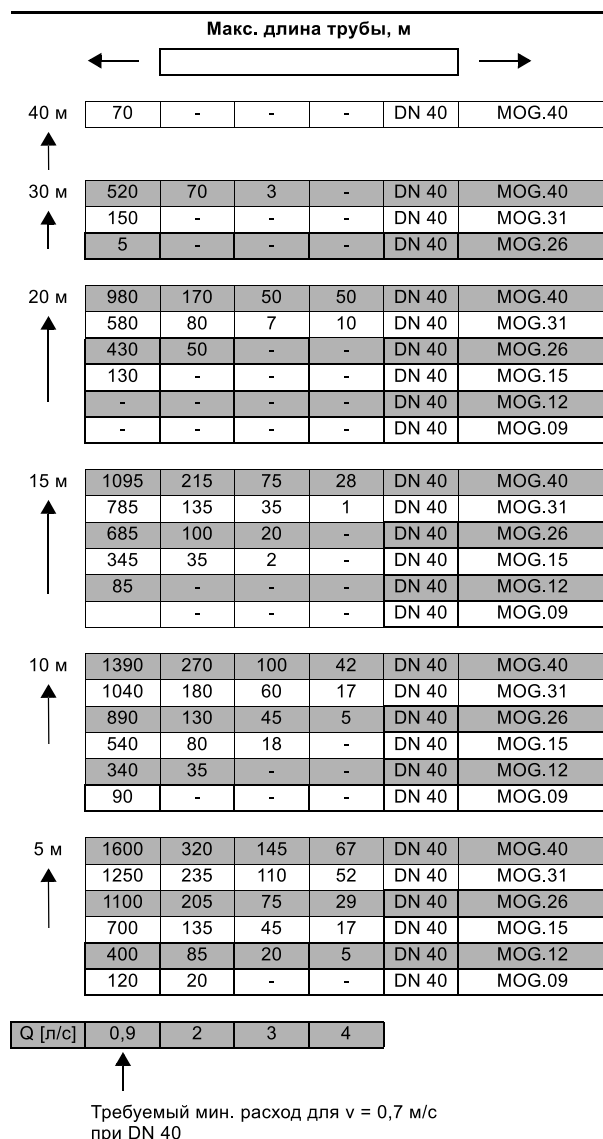 Макс. длина трубы, м
40 м 70 - - - DN 40 MOG.40
30 м 520 70 3 - DN 40 MOG.40
150 - - - DN 40 MOG.31
5 - - - DN 40 MOG.26
20 м 980 170 50 50 DN 40 MOG.40
580 80 7 10 DN 40 MOG.31
430 50 - - DN 40 MOG.26
130 - - - DN 40 MOG.15
- - - - DN 40 MOG.12
- - - - DN 40 MOG.09
15 м 1095 215 75 28 DN 40 MOG.40
785 135 35 1 DN 40 MOG.31
685 100 20 - DN 40 MOG.26
345 35 2 - DN 40 MOG.15
85 - - - DN 40 MOG.12
- - - DN 40 MOG.09
10 м 1390 270 100 42 DN 40 MOG.40
1040 180 60 17 DN 40 MOG.31
890 130 45 5 DN 40 MOG.26
540 80 18 - DN 40 MOG.15
340 35 - - DN 40 MOG.12
90 - - - DN 40 MOG.09
5 м 1600 320 145 67 DN 40 MOG.40
1250 235 110 52 DN 40 MOG.31
1100 205 75 29 DN 40 MOG.26
700 135 45 17 DN 40 MOG.15
400 85 20 5 DN 40 MOG.12
120 20 - - DN 40 MOG.09
Q [л/с] 0,9 2 3 4
Требуемый мин. расход для v = 0,7 м/с
при DN 40